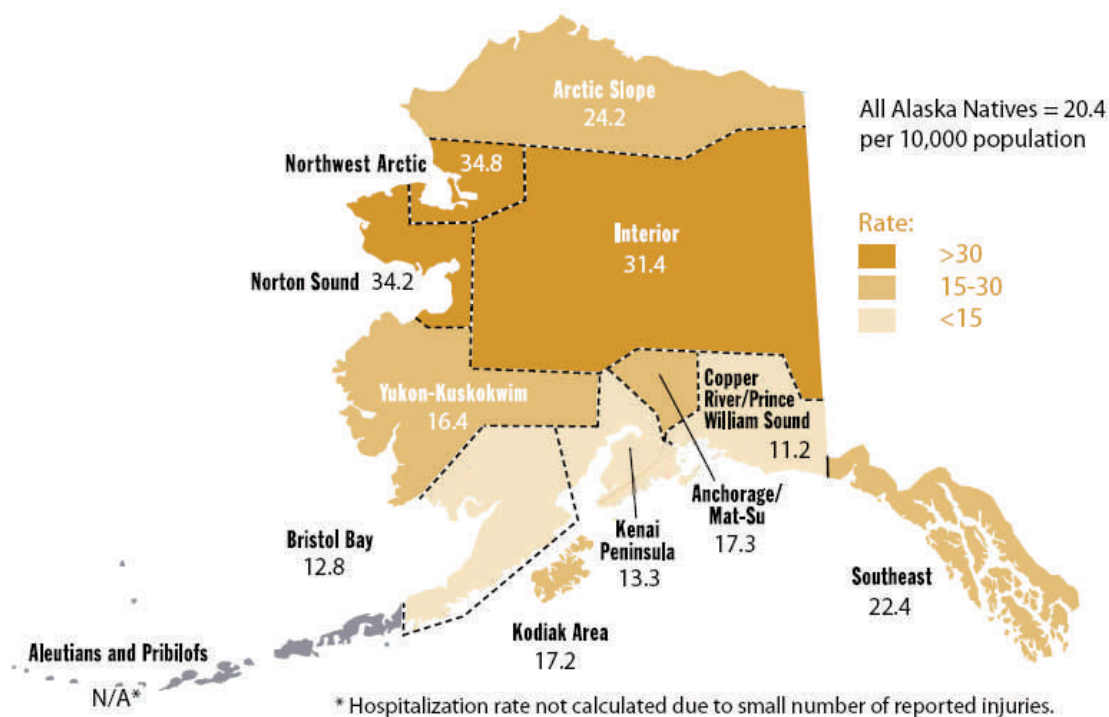 Arctic Slope
24.2
All Alaska Natives = 20.4
per 10,000 population
Northwest Arctic
34.8
Rate:
>30
15-30
<15
Interior
31.4
Norton Sound
34.2
Yukon-Kuskokwim
16.4
Copper
River/Prince
William Sound
11.2
Anchorage/
Mat-Su
17.3
Kenai
Peninsula
13.3
Bristol Bay
12.8
Southeast
22.4
Kodiak Area
17.2
Aleutians and Pribilofs
N/A*
* Hospitalization rate not calculated due to small number of reported injuries.